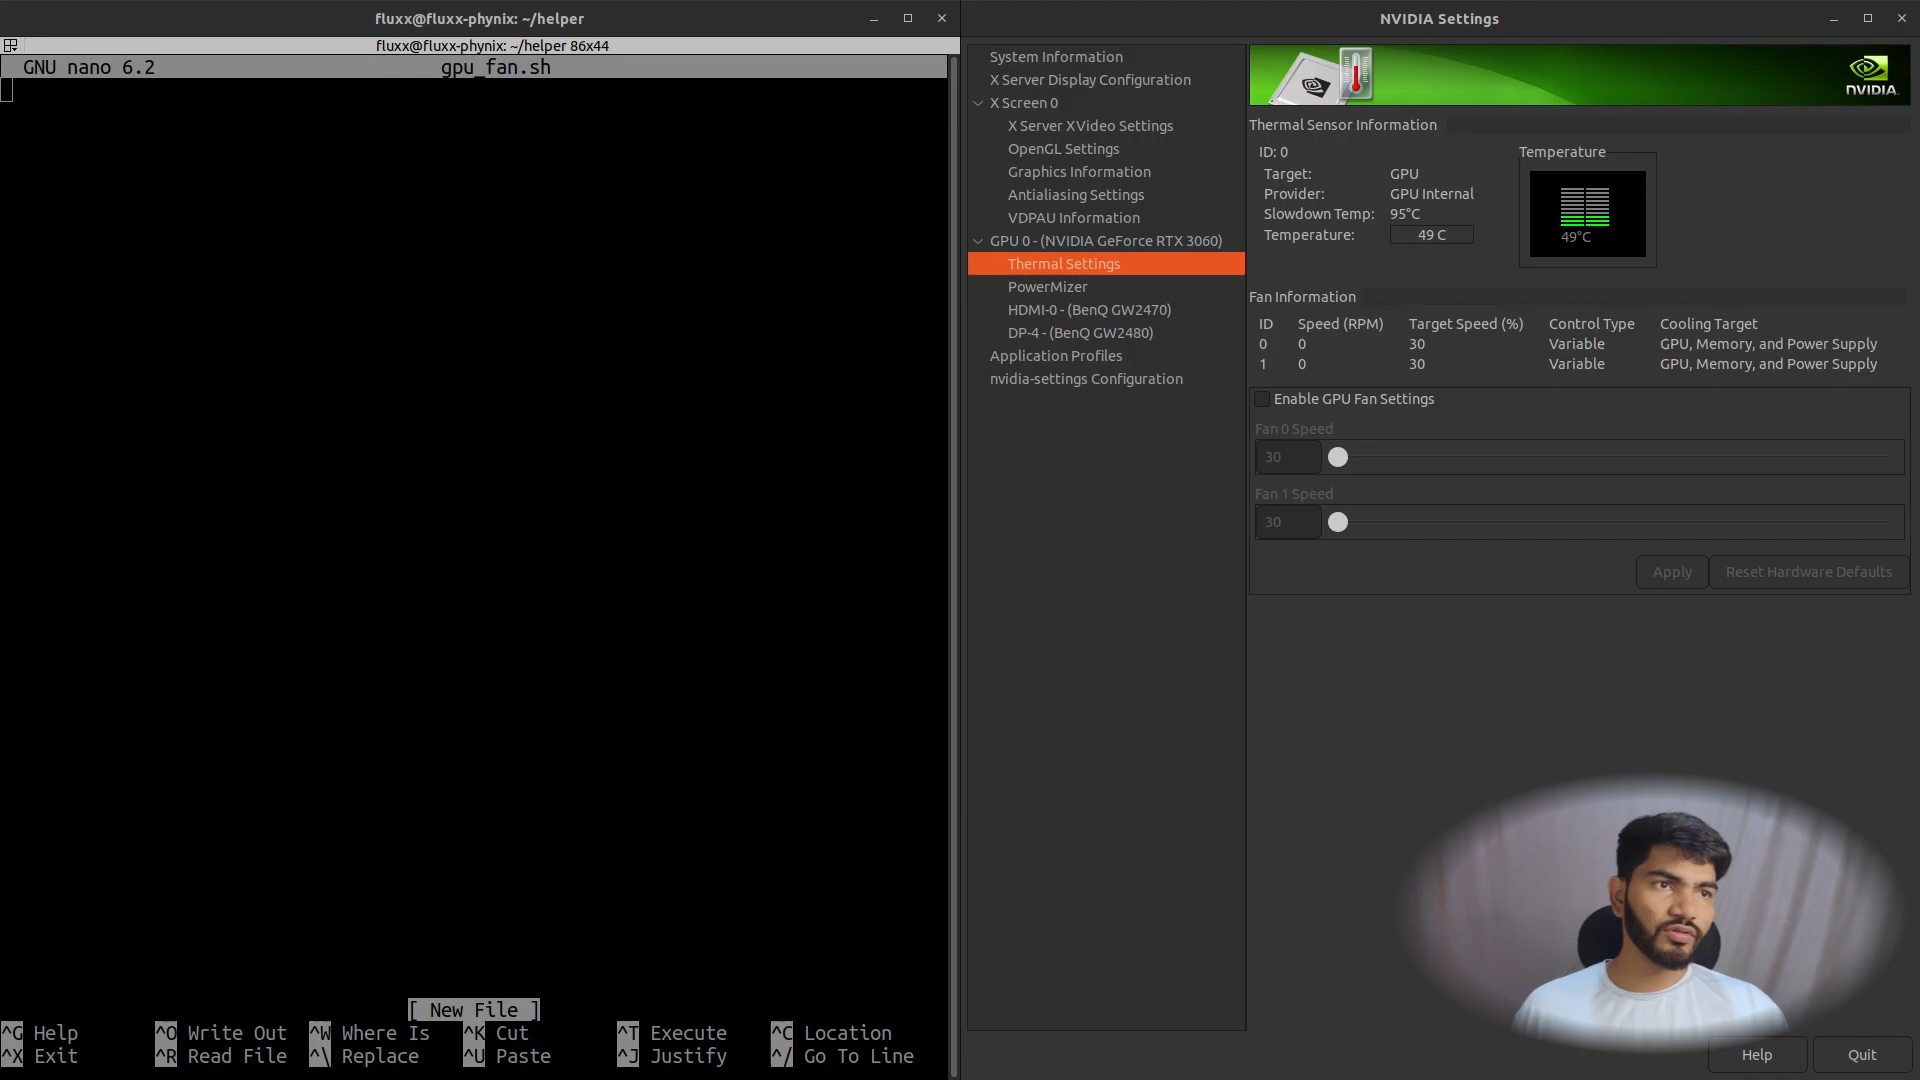 fluxx@fluxx-phynix: ~/helper
fluxx@fluxx-phynix: ~/helper 86x44
GNU nano 6.2 gpu_fan.sh
[ New File ]
^G Help ^O Write Out ^W Where Is ^K Cut ^T Execute ^C Location
^X Exit ^R Read File ^\ Replace ^U Paste ^J Justify ^/ Go To Line
NVIDIA Settings
System Information
X Server Display Configuration
X Screen 0
X Server XVideo Settings
OpenGL Settings
Graphics Information
Antialiasing Settings
VDPAU Information
GPU 0 - (NVIDIA GeForce RTX 3060)
Thermal Settings
PowerMizer
HDMI-0 - (BenQ GW2470)
DP-4 - (BenQ GW2480)
Application Profiles
nvidia-settings Configuration
NVIDIA.
Thermal Sensor Information
ID: 0
Target: GPU
Provider: GPU Internal
Slowdown Temp: 95°C
Temperature: 49 C
Temperature
49°C
Fan Information
ID Speed (RPM) Target Speed (%) Control Type Cooling Target
0 0 30 Variable GPU, Memory, and Power Supply
1 0 30 Variable GPU, Memory, and Power Supply
Enable GPU Fan Settings
Fan 0 Speed
30
Fan 1 Speed
30
Apply Reset Hardware Defaults
Help Quit